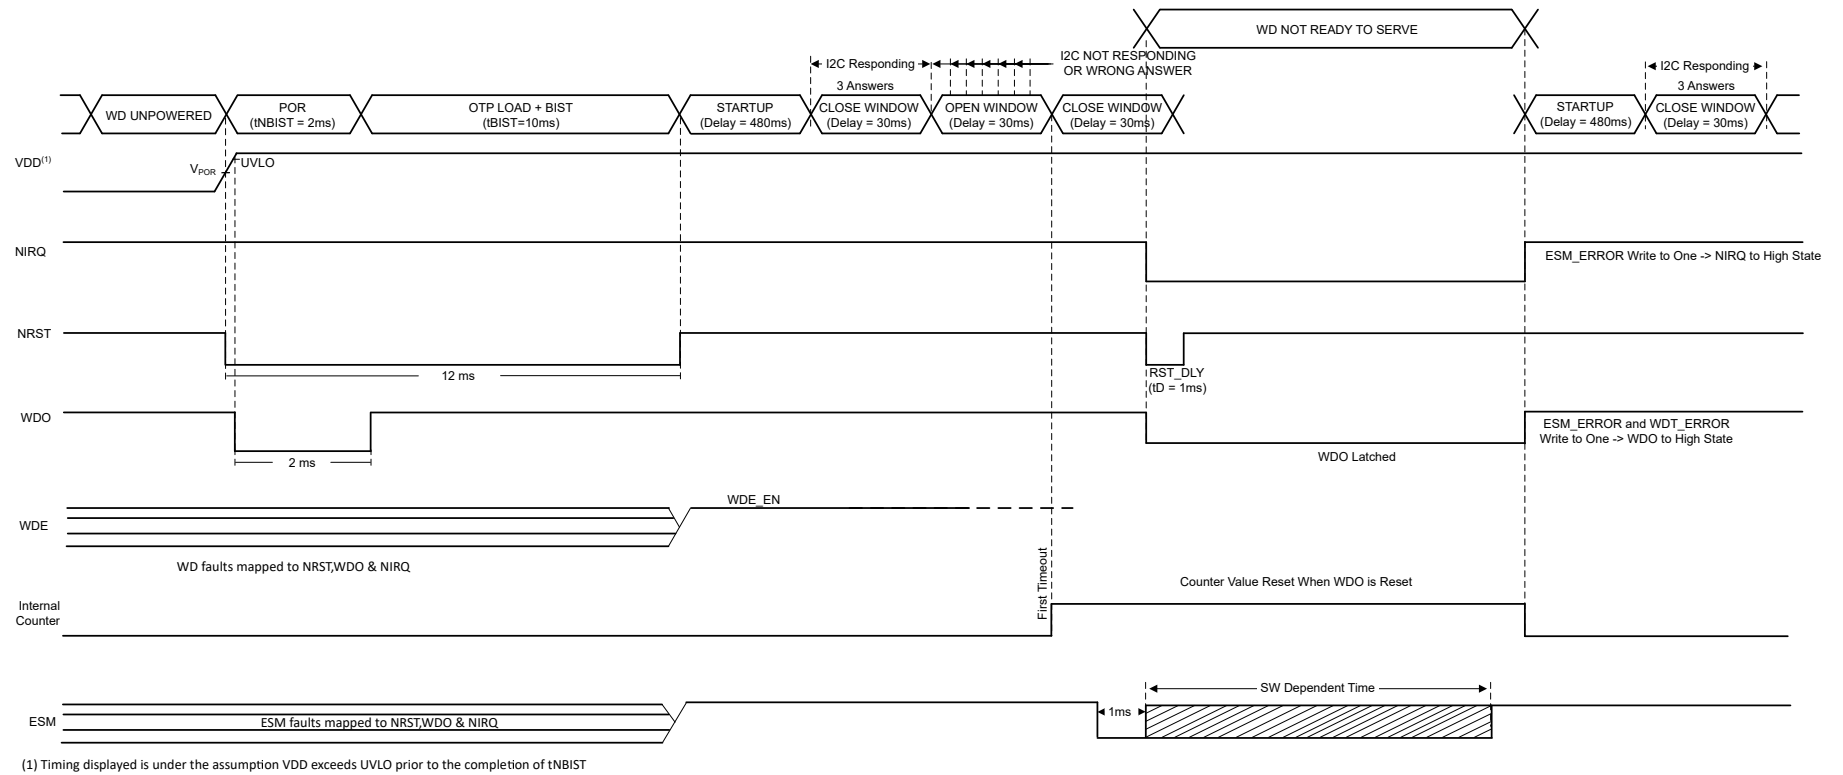 WD NOT READY TO SERVE
I2C Responding
I2C NOT RESPONDING
OR WRONG ANSWER
I2C Responding
3 Answers
3 Answers
WD UNPOWERED
POR
(tNBIST = 2ms)
OTP LOAD + BIST
(tBIST=10ms)
STARTUP
(Delay = 480ms)
CLOSE WINDOW
(Delay = 30ms)
OPEN WINDOW
(Delay = 30ms)
CLOSE WINDOW
(Delay = 30ms)
STARTUP
(Delay = 480ms)
CLOSE WINDOW
(Delay = 30ms)
VDD(1)
VPOR
UVLO
NIRQ
ESM_ERROR Write to One -> NIRQ to High State
NRST
12 ms
RST_DLY
(tD = 1ms)
WDO
2 ms
ESM_ERROR and WDT_ERROR
Write to One -> WDO to High State
WDO Latched
WDE_EN
WDE
WD faults mapped to NRST,WDO & NIRQ
First Timeout
Counter Value Reset When WDO is Reset
Internal
Counter
SW Dependent Time
1ms
ESM
ESM faults mapped to NRST,WDO & NIRQ
(1) Timing displayed is under the assumption VDD exceeds UVLO prior to the completion of tNBIST